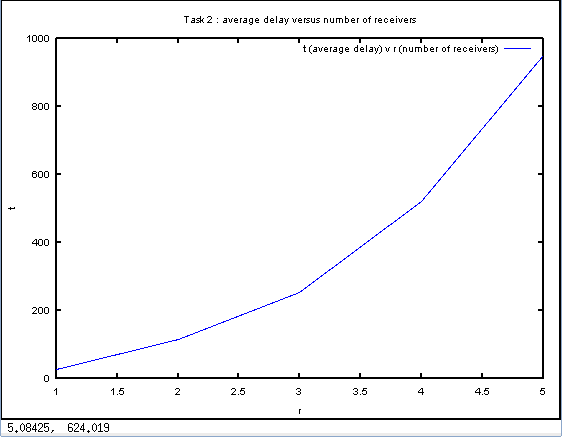 Task 2 : average delay versus number of receivers
t (average delay) v r (number of receivers)
1000
800
600
400
200
0
t
1 1.5 2 2.5 3 3.5 4 4.5 5
r
5.08425, 624.019